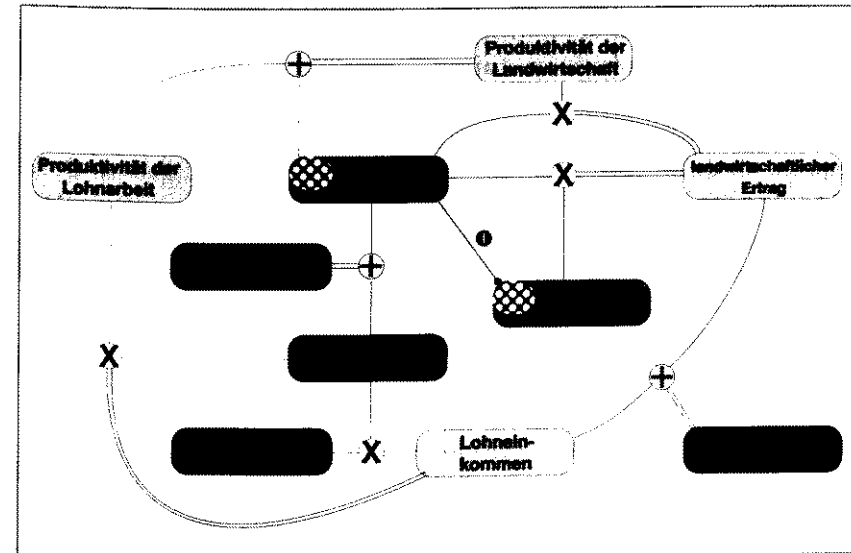 Produktivität der
Landwirtschaft
X
Produktivität der
Lohnarbeit
X
landwirtschaftlicher
Ertrag
X
X
Lohnein-
kommen